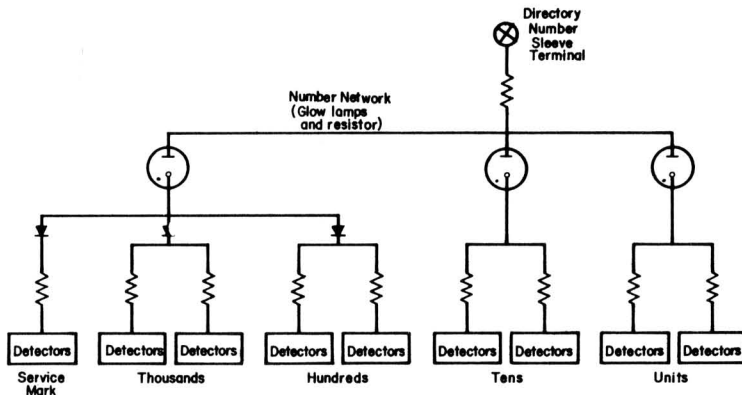 Directory
Number
Sleeve
Terminal
Number Network
(Glow lamps
and resistor)
Detectors
Detectors
Detectors
Detectors
Detectors
Detectors
Detectors
Detectors
Detectors
Service
Mark
Thousands
Hundreds
Tens
Units